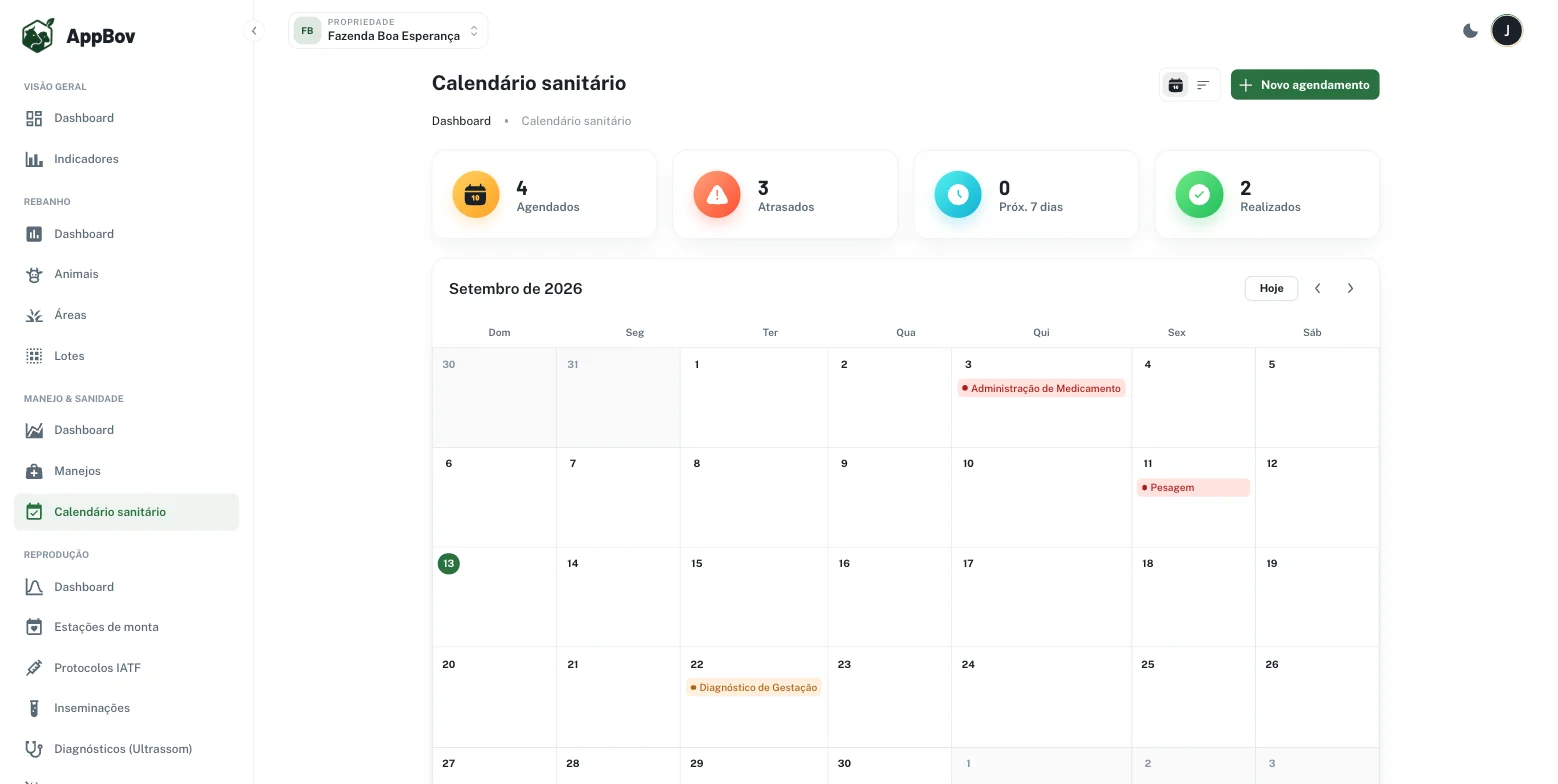 AppBov
VISÃO GERAL
Dashboard
Indicadores
REBANHO
Dashboard
Animais
Áreas
Lotes
MANEJO & SANIDADE
Dashboard
Manejos
Calendário sanitário
REPRODUÇÃO
Dashboard
Estações de monta
Protocolos IATF
Inseminações
Diagnósticos (Ultrassom)
FB
PROPRIEDADE
Fazenda Boa Esperança
J
Calendário sanitário
Novo agendamento
Dashboard • Calendário sanitário
10
4
Agendados
3
Atrasados
0
Próx. 7 dias
2
Realizados
Setembro de 2026
Hoje
Dom Seg Ter Qua Qui Sex Sáb
30 31 1 2 3 4 5
Administração de Medicamento
6 7 8 9 10 11 12
Pesagem
13 14 15 16 17 18 19
20 21 22 23 24 25 26
Diagnóstico de Gestação
27 28 29 30 1 2 3